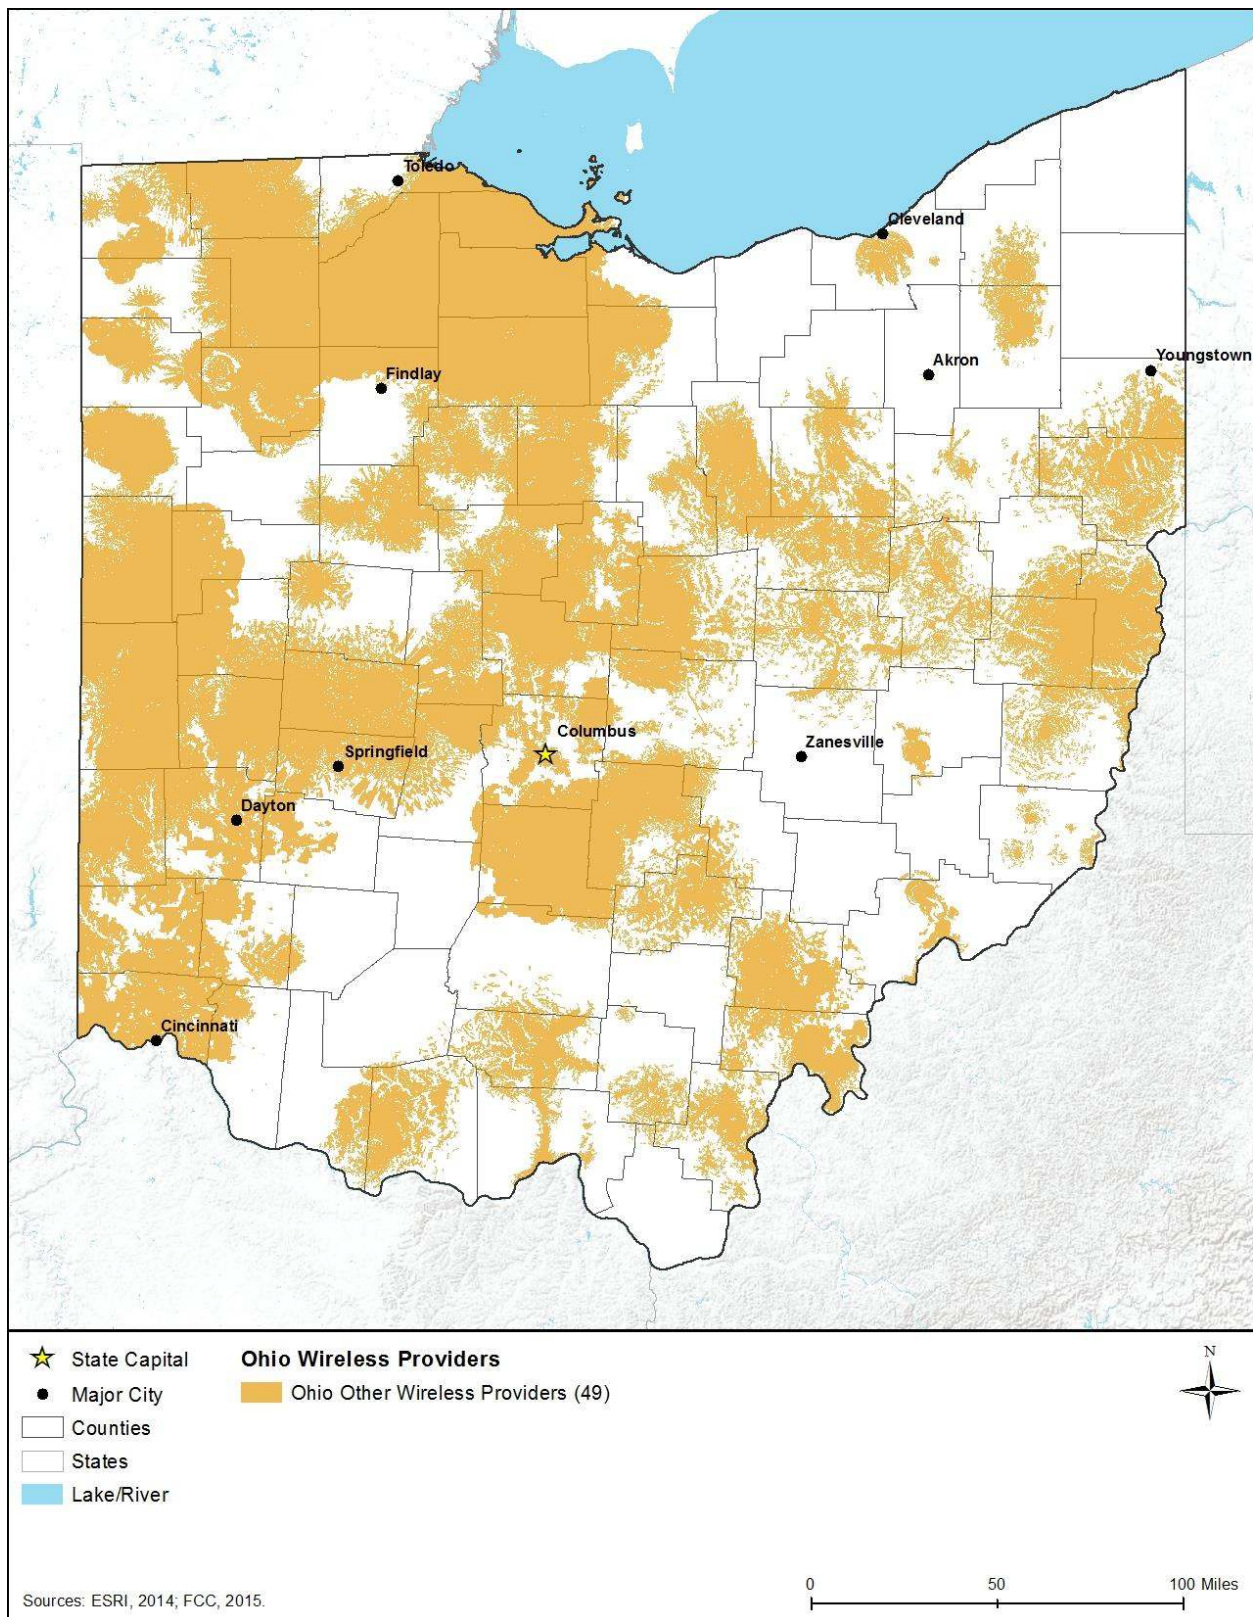 Toledo
Cleveland
Youngstown
Akron
Findlay
Columbus
Zanesville
Springfield
Dayton
Cincinnati
State Capital
Ohio Wireless Providers
N
Major City
Ohio Other Wireless Providers (49)
Counties
States
Lake/River
0 50 100 Miles
Sources: ESRI, 2014; FCC, 2015.